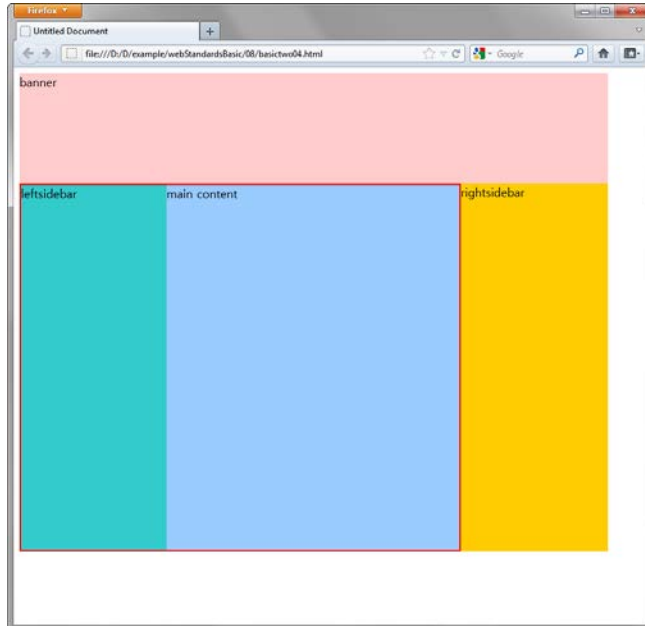 Firefox
Untitled Document
file:///D:/D/example/webStandardsBasic/08/basictwo04.html
Google
banner
leftsidebar
main content
rightsidebar